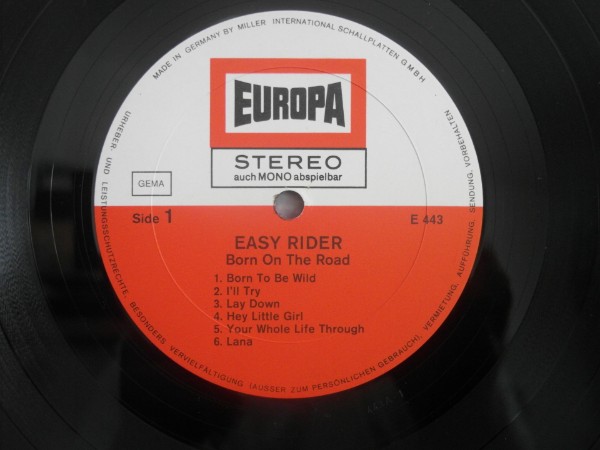 MADE IN GERMANY BY MILLER INTERNATIONAL SCHALLPLATTEN GMBH
EUROPA
STEREO
auch MONO abspielbar
GEMA
Side 1
E 443
EASY RIDER
Born On The Road
1. Born To Be Wild
2. I'll Try
3. Lay Down
4. Hey Little Girl
5. Your Whole Life Through
6. Lana
URHEBER- UND LEISTUNGSSCHUTZRECHTE BESONDERS VERVIELFÄLTIGUNG (AUSSER ZUM PERSÖNLICHEN GEBRAUCH), VERMIETUNG, AUFFÜHRUNG, SENDUNG, VORBEHALTEN